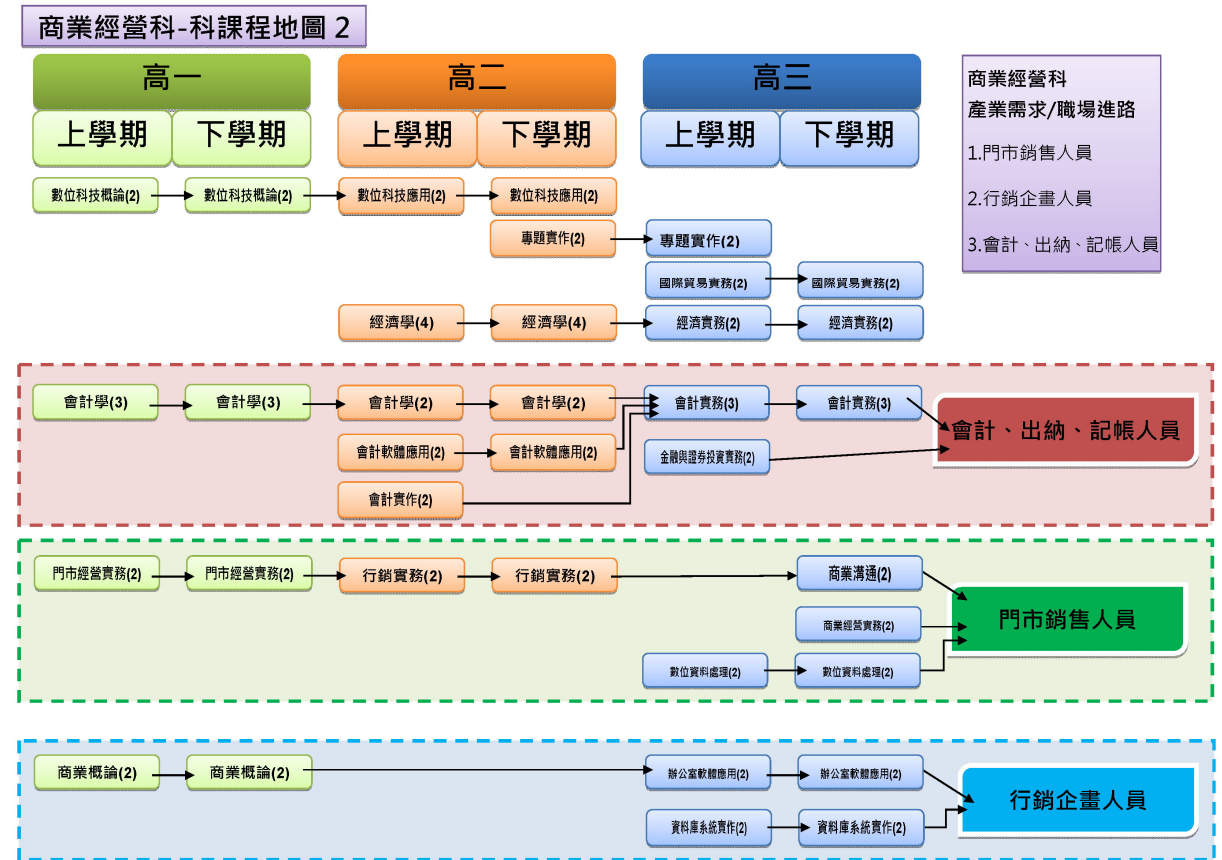 商業經營科-科課程地圖 2
高一
高二
高三
上學期
下學期
上學期
下學期
上學期
下學期
商業經營科
產業需求/職場進路
1.門市銷售人員
2.行銷企畫人員
3.會計、出納、記帳人員
數位科技概論(2)
數位科技概論(2)
數位科技應用(2)
數位科技應用(2)
專題實作(2)
專題實作(2)
國際貿易實務(2)
國際貿易實務(2)
經濟學(4)
經濟學(4)
經濟實務(2)
經濟實務(2)
會計學(3)
會計學(3)
會計學(2)
會計學(2)
會計實務(3)
會計實務(3)
會計、出納、記帳人員
會計軟體應用(2)
會計軟體應用(2)
金融與證券投資實務(2)
會計實作(2)
門市經營實務(2)
門市經營實務(2)
行銷實務(2)
行銷實務(2)
商業溝通(2)
商業經營實務(2)
門市銷售人員
數位資料處理(2)
數位資料處理(2)
商業概論(2)
商業概論(2)
辦公室軟體應用(2)
辦公室軟體應用(2)
行銷企畫人員
資料庫系統實作(2)
資料庫系統實作(2)